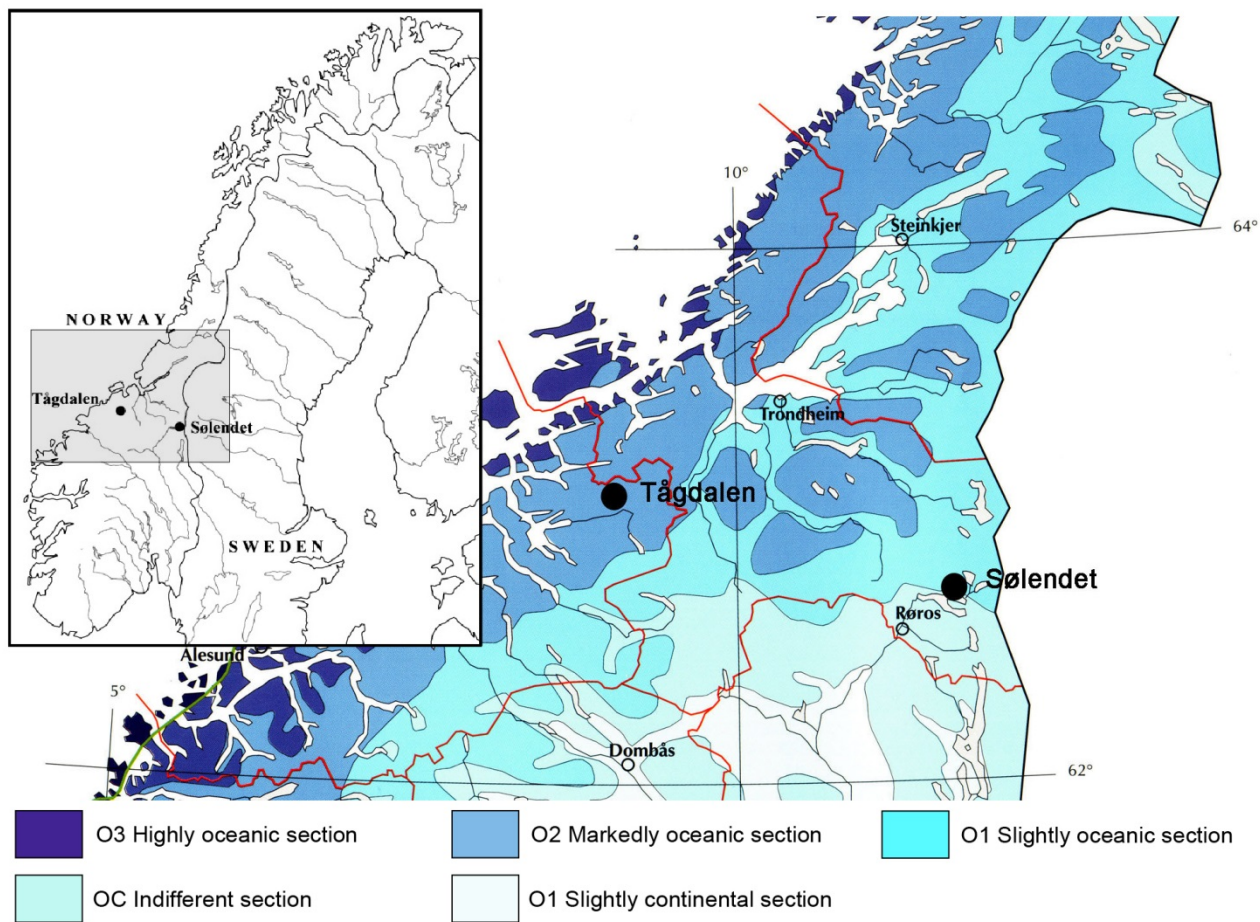 NORWAY
Tågdalen
Sølendet
SWEDEN
10°
Steinkjer
64°
Trondheim
Tågdalen
Sølendet
Røros
Ålesund
5°
Dombås
62°
O3 Highly oceanic section
O2 Markedly oceanic section
O1 Slightly oceanic section
OC Indifferent section
O1 Slightly continental section